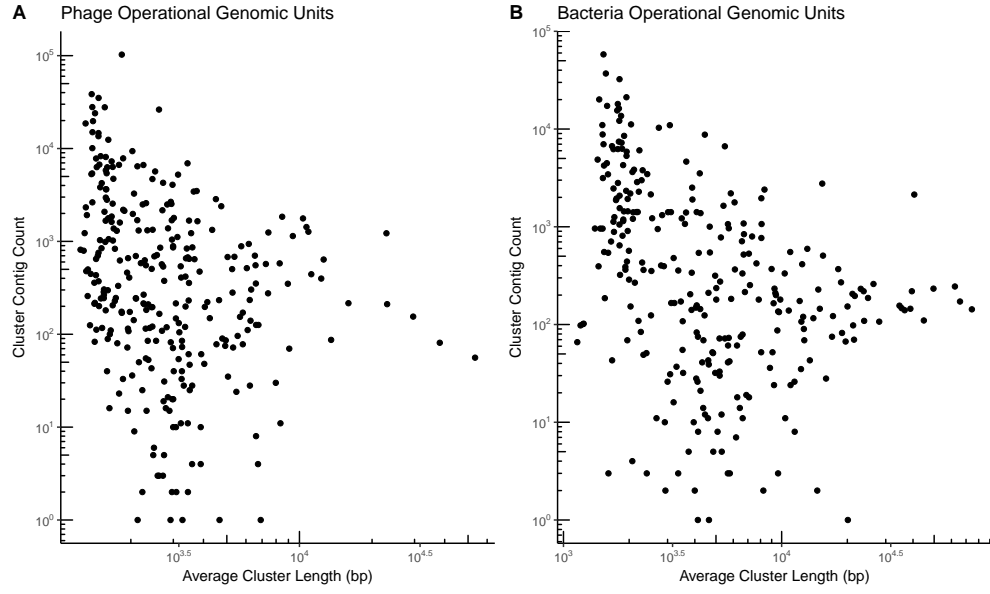 A Phage Operational Genomic Units
Cluster Contig Count
10^5
10^4
10^3
10^2
10^1
10^0
10^3.5 10^4 10^4.5
Average Cluster Length (bp)
B Bacteria Operational Genomic Units
Cluster Contig Count
10^5
10^4
10^3
10^2
10^1
10^0
10^3 10^3.5 10^4 10^4.5
Average Cluster Length (bp)